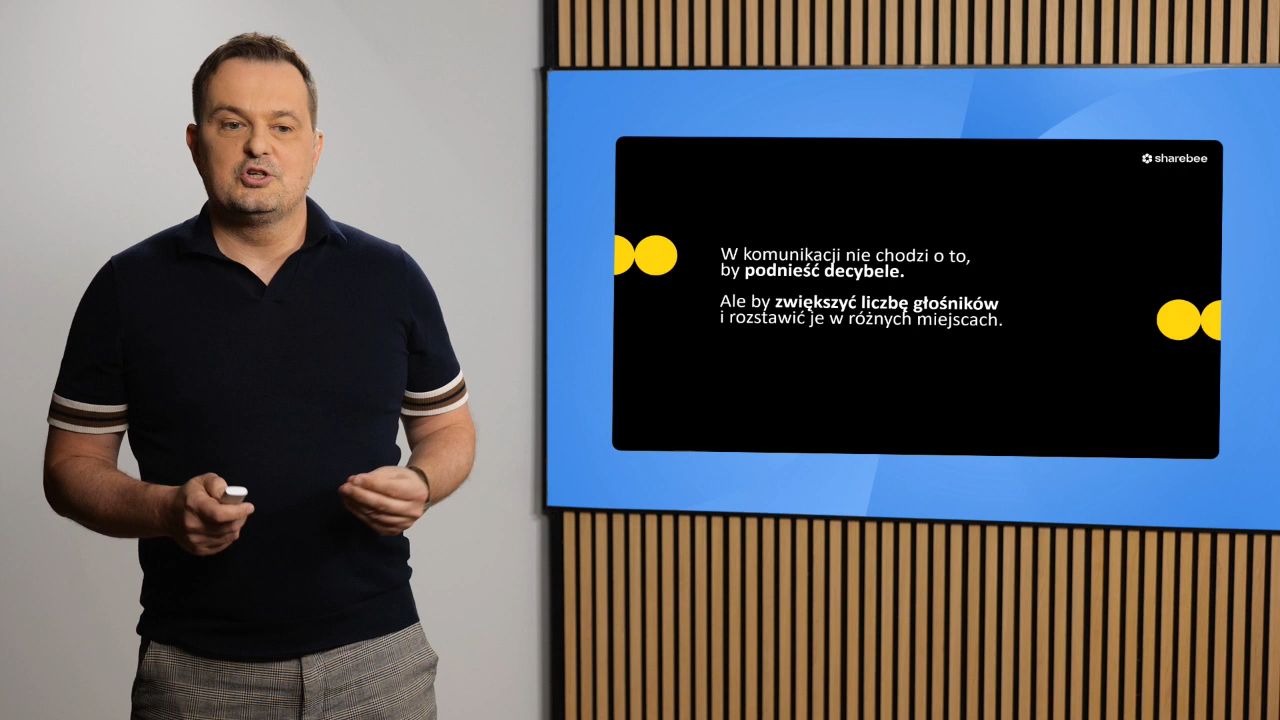 sharebee
W komunikacji nie chodzi o to,
by podnieść decybele.
Ale by zwiększyć liczbę głośników
i rozstawić je w różnych miejscach.